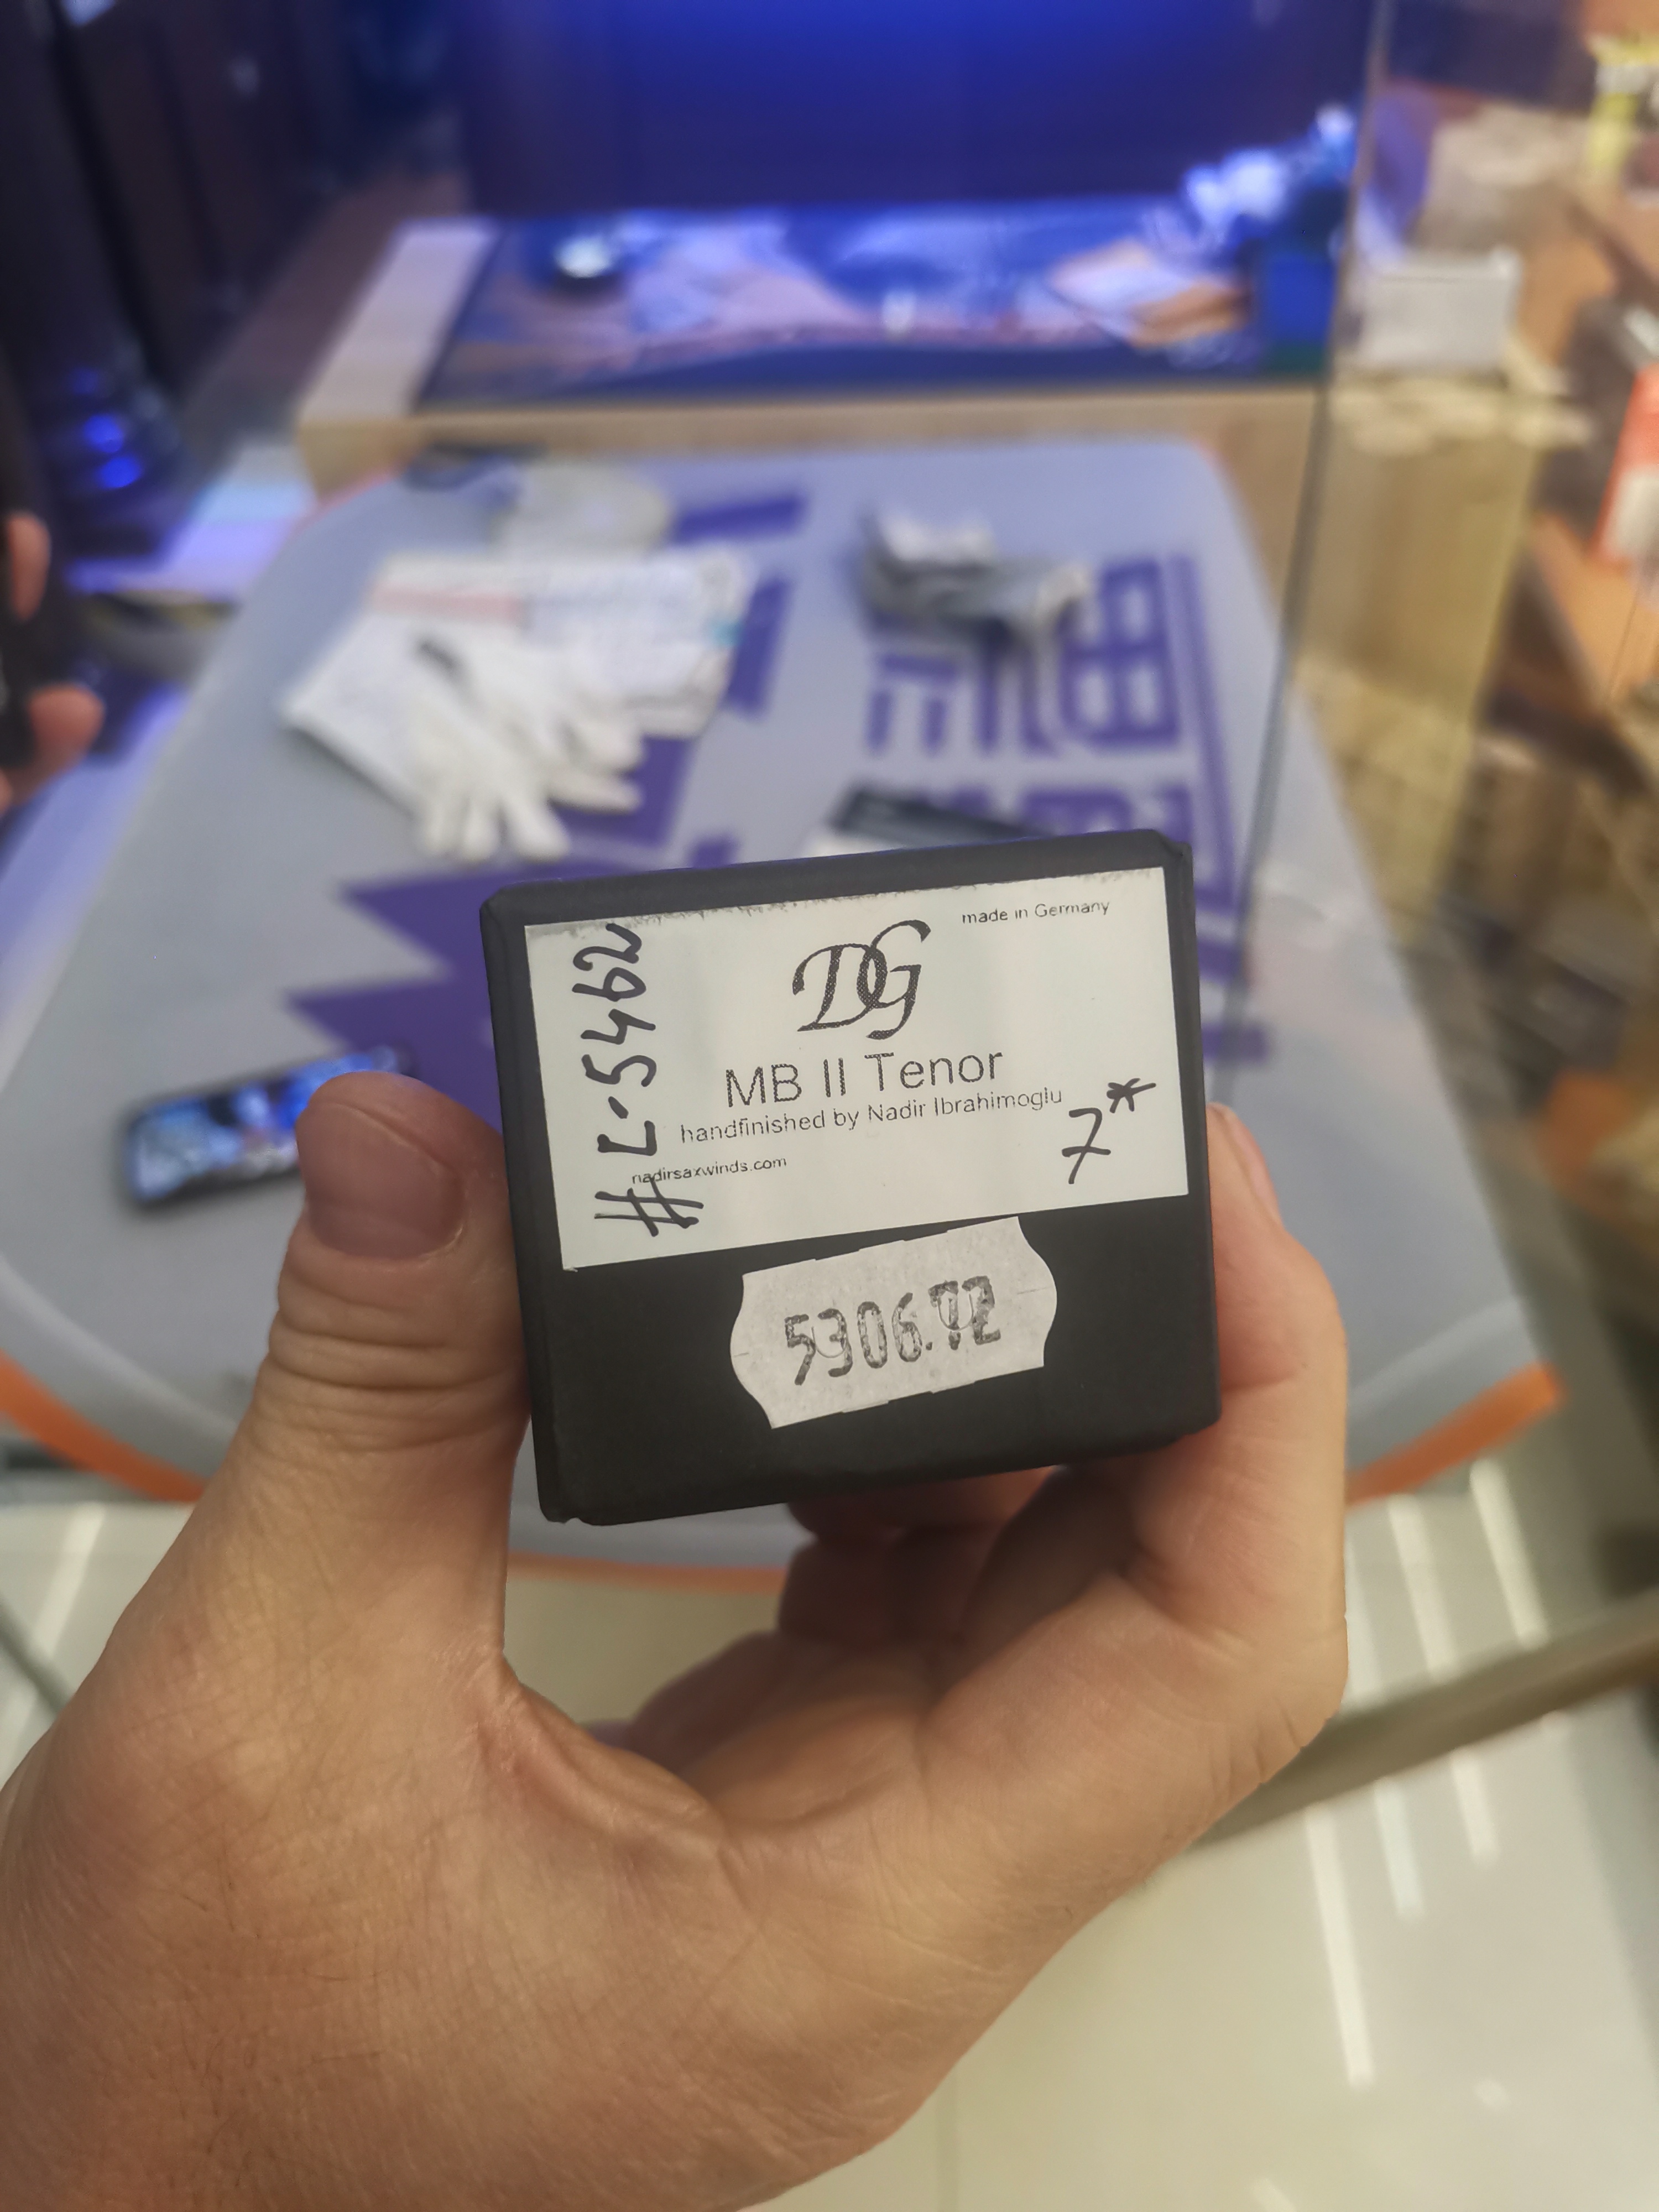 made in Germany
DG
MB II Tenor
handfinished by Nadir Ibrahimoglu
7*
nadirsaxwinds.com
#L-5462